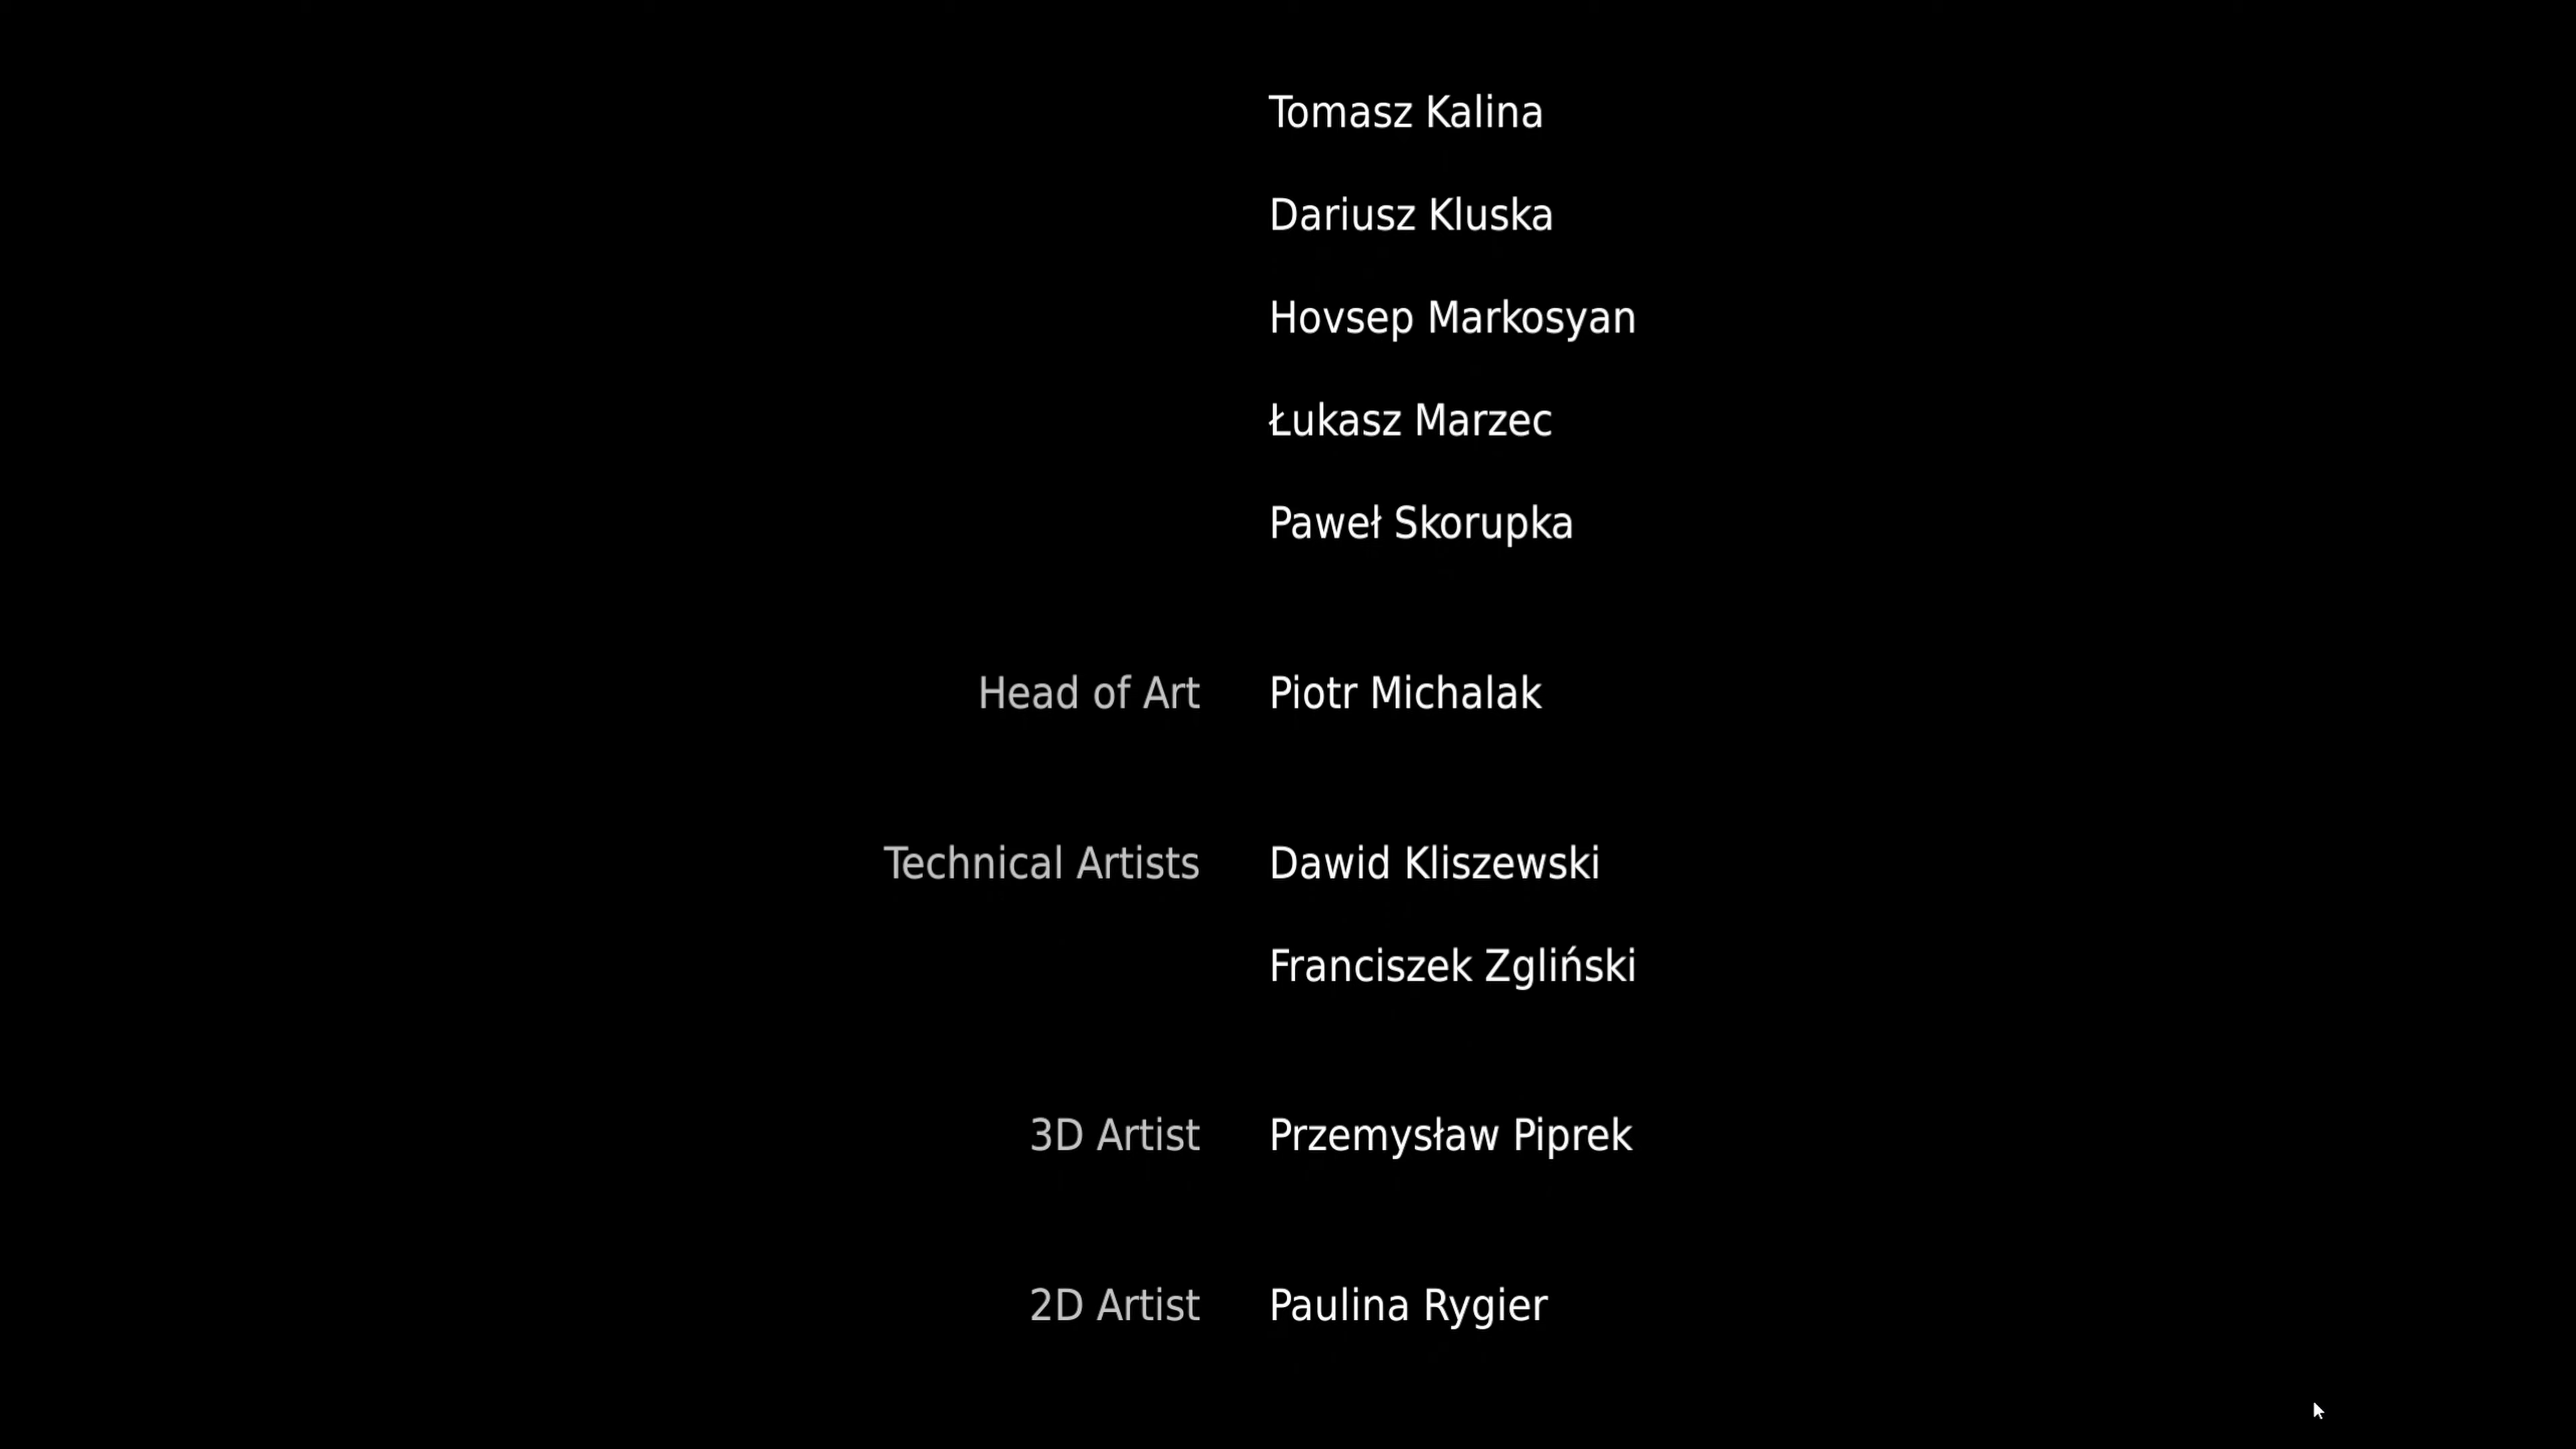 Tomasz Kalina
Dariusz Kluska
Hovsep Markosyan
Łukasz Marzec
Paweł Skorupka
Head of Art Piotr Michalak
Technical Artists Dawid Kliszewski
Franciszek Zgliński
3D Artist Przemysław Piprek
2D Artist Paulina Rygier